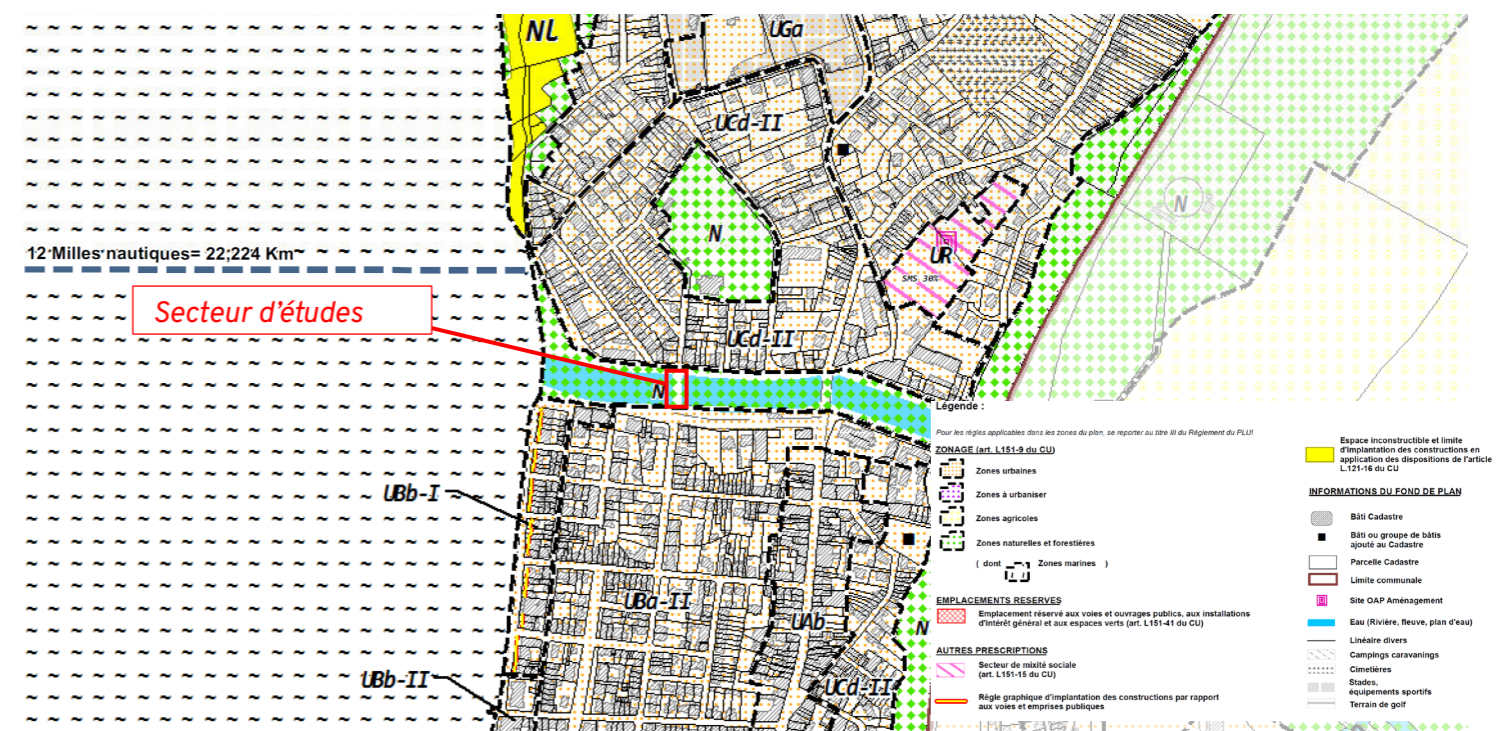 NL
UGa
UCd-II
N
N
UR
SMS 30%
12 Milles nautiques= 22,224 Km
Secteur d'études
UCd-II
N
UBb-I
UBa-II
UAb
N
UBb-II
UCd-II
Légende :
Pour les règles applicables dans les zones du plan, se reporter au titre III du Règlement du PLUi
ZONAGE (art. L151-9 du CU)
Zones urbaines
Zones à urbaniser
Zones agricoles
Zones naturelles et forestières
( dont Zones marines )
EMPLACEMENTS RESERVES
Emplacement réservé aux voies et ouvrages publics, aux installations
d'intérêt général et aux espaces verts (art. L151-41 du CU)
AUTRES PRESCRIPTIONS
Secteur de mixité sociale
(art. L151-15 du CU)
Règle graphique d'implantation des constructions par rapport
aux voies et emprises publiques
Espace inconstructible et limite
d'implantation des constructions en
application des dispositions de l'article
L.121-16 du CU
INFORMATIONS DU FOND DE PLAN
Bâti Cadastre
Bâti ou groupe de bâtis
ajouté au Cadastre
Parcelle Cadastre
Limite communale
Site OAP Aménagement
Eau (Rivière, fleuve, plan d'eau)
Linéaire divers
Campings caravanings
Cimetières
Stades,
équipements sportifs
Terrain de golf